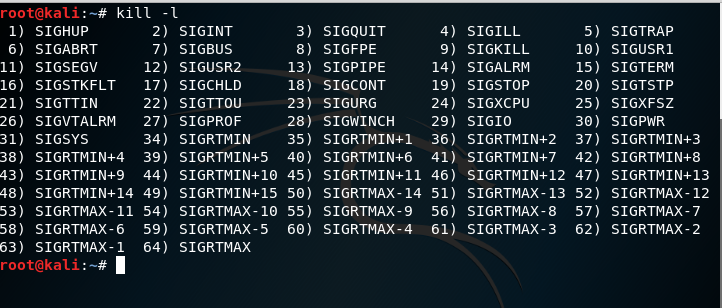 root@kali:~# kill -l
 1) SIGHUP       2) SIGINT       3) SIGQUIT      4) SIGILL       5) SIGTRAP
 6) SIGABRT      7) SIGBUS       8) SIGFPE       9) SIGKILL     10) SIGUSR1
11) SIGSEGV     12) SIGUSR2     13) SIGPIPE     14) SIGALRM     15) SIGTERM
16) SIGSTKFLT   17) SIGCHLD     18) SIGCONT     19) SIGSTOP     20) SIGTSTP
21) SIGTTIN     22) SIGTTOU     23) SIGURG      24) SIGXCPU     25) SIGXFSZ
26) SIGVTALRM   27) SIGPROF     28) SIGWINCH    29) SIGIO       30) SIGPWR
31) SIGSYS      34) SIGRTMIN    35) SIGRTMIN+1  36) SIGRTMIN+2  37) SIGRTMIN+3
38) SIGRTMIN+4  39) SIGRTMIN+5  40) SIGRTMIN+6  41) SIGRTMIN+7  42) SIGRTMIN+8
43) SIGRTMIN+9  44) SIGRTMIN+10 45) SIGRTMIN+11 46) SIGRTMIN+12 47) SIGRTMIN+13
48) SIGRTMIN+14 49) SIGRTMIN+15 50) SIGRTMAX-14 51) SIGRTMAX-13 52) SIGRTMAX-12
53) SIGRTMAX-11 54) SIGRTMAX-10 55) SIGRTMAX-9  56) SIGRTMAX-8  57) SIGRTMAX-7
58) SIGRTMAX-6  59) SIGRTMAX-5  60) SIGRTMAX-4  61) SIGRTMAX-3  62) SIGRTMAX-2
63) SIGRTMAX-1  64) SIGRTMAX
root@kali:~#